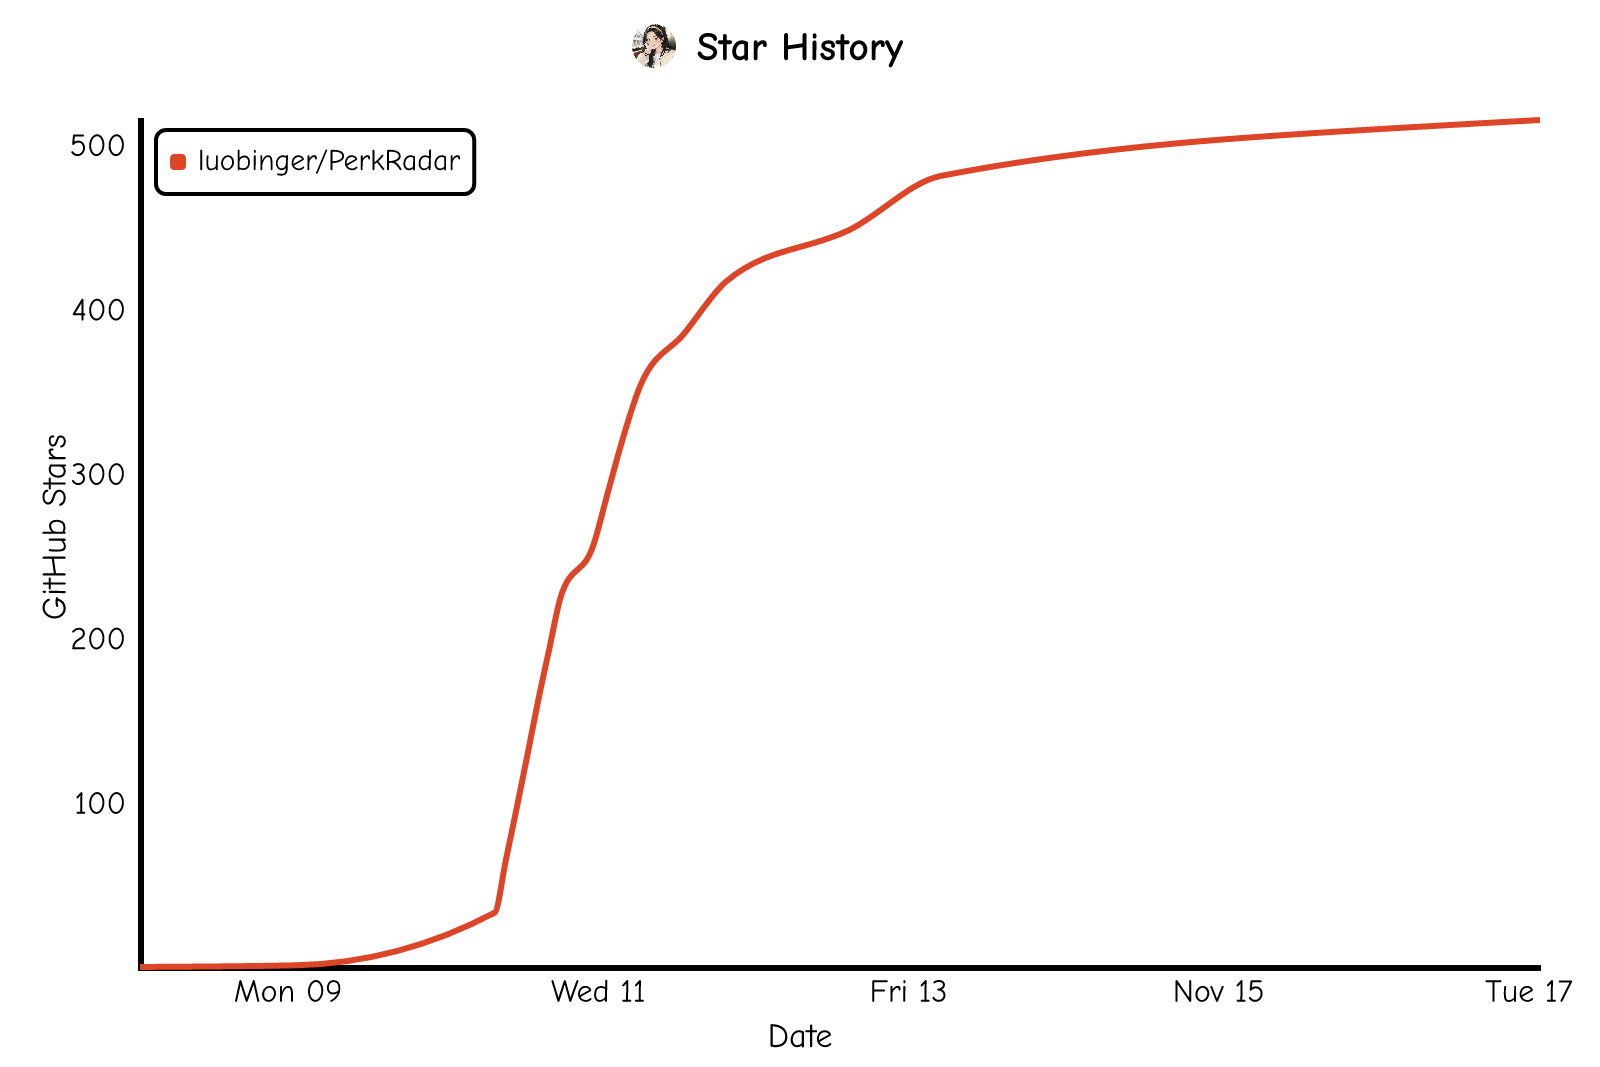 Star History
luobinger/PerkRadar
500
400
300
200
100
GitHub Stars
Mon 09
Wed 11
Fri 13
Nov 15
Tue 17
Date